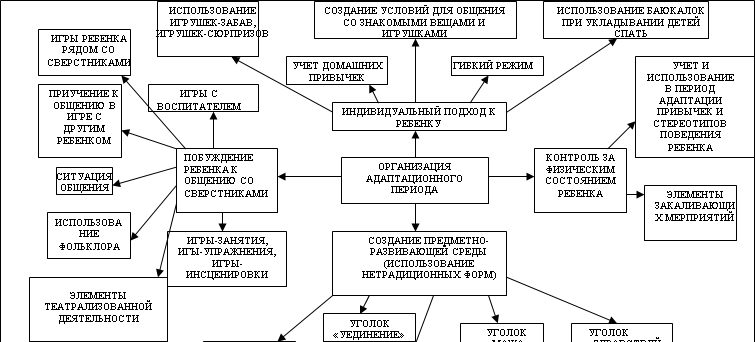 ИСПОЛЬЗОВАНИЕ
ИГРУШЕК-ЗАБАВ,
ИГРУШЕК-СЮРПРИЗОВ
СОЗДАНИЕ УСЛОВИЙ ДЛЯ ОБЩЕНИЯ
СО ЗНАКОМЫМИ ВЕЩАМИ И
ИГРУШКАМИ
ИСПОЛЬЗОВАНИЕ БАЮКАЛОК
ПРИ УКЛАДЫВАНИИ ДЕТЕЙ
СПАТЬ
ИГРЫ РЕБЕНКА
РЯДОМ СО
СВЕРСТНИКАМИ
УЧЕТ ДОМАШНИХ
ПРИВЫЧЕК
ГИБКИЙ РЕЖИМ
УЧЕТ И
ИСПОЛЬЗОВАНИЕ
В ПЕРИОД
АДАПТАЦИИ
ПРИВЫЧЕК И
СТЕРЕОТИПОВ
ПОВЕДЕНИЯ
РЕБЕНКА
ПРИУЧЕНИЕ К
ОБЩЕНИЮ В
ИГРЕ С
ДРУГИМ
РЕБЕНКОМ
ИГРЫ С
ВОСПИТАТЕЛЕМ
ИНДИВИДУАЛЬНЫЙ ПОДХОД К
РЕБЕНКУ
ПОБУЖДЕНИЕ
РЕБЕНКА К
ОБЩЕНИЮ СО
СВЕРСТНИКАМИ
ОРГАНИЗАЦИЯ
АДАПТАЦИОННОГО
ПЕРИОДА
КОНТРОЛЬ ЗА
ФИЗИЧЕСКИМ
СОСТОЯНИЕМ
РЕБЕНКА
СИТУАЦИЯ
ОБЩЕНИЯ
ЭЛЕМЕНТЫ
ЗАКАЛИВАЮЩИ
Х МЕРПРИЯТИЙ
ИСПОЛЬЗОВА
НИЕ
ФОЛЬКЛОРА
ИГРЫ-ЗАНЯТИЯ,
ИГЫ-УПРАЖНЕНИЯ,
ИГРЫ-
ИНСЦЕНИРОВКИ
СОЗДАНИЕ ПРЕДМЕТНО-
РАЗВИВАЮЩЕЙ СРЕДЫ
(ИСПОЛЬЗОВАНИЕ
НЕТРАДИЦИОННЫХ ФОРМ)
ЭЛЕМЕНТЫ
ТЕАТРАЛИЗОВАННОЙ
ДЕЯТЕЛЬНОСТИ
УГОЛОК
«УЕДИНЕНИЕ»
УГОЛОК
УГОЛОК